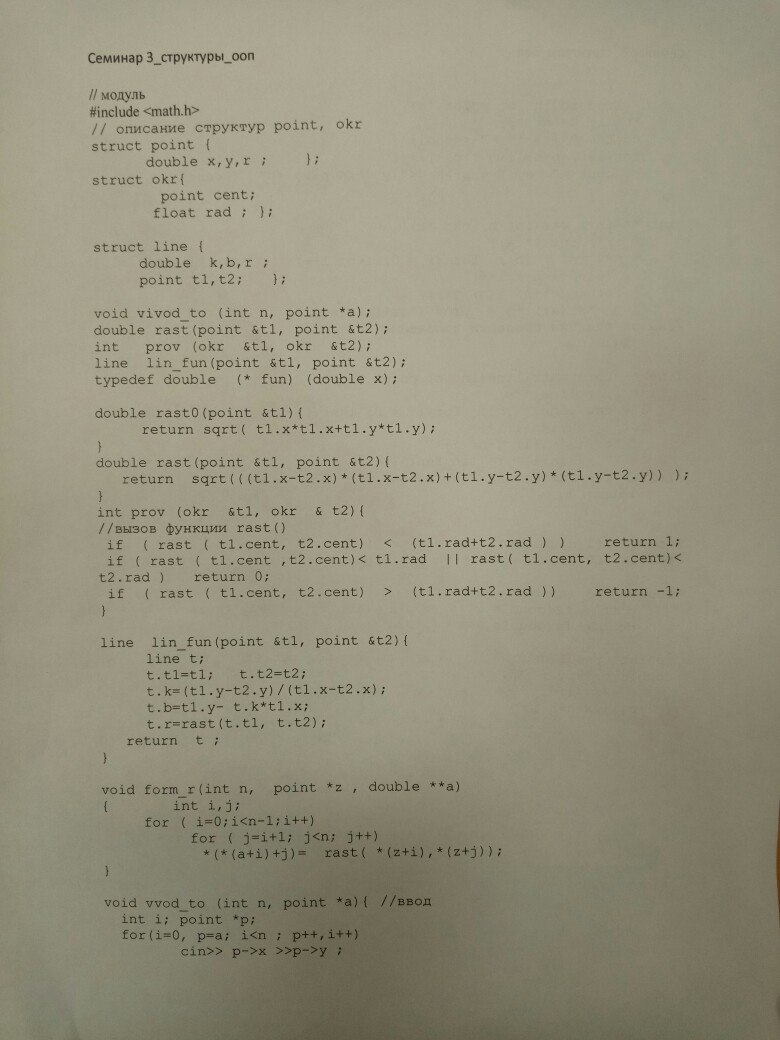 Семинар 3_структуры_ооп
// модуль
#include <math.h>
// описание структур point, okr
struct point {
double x,y,r ; };
struct okr{
point cent;
float rad ; };
struct line {
double k,b,r ;
point t1,t2; };
void vivod_to (int n, point *a);
double rast(point &t1, point &t2);
int prov (okr &t1, okr &t2);
line lin_fun(point &t1, point &t2);
typedef double (* fun) (double x);
double rast0(point &t1){
return sqrt( t1.x*t1.x+t1.y*t1.y);
}
double rast(point &t1, point &t2){
return sqrt(((t1.x-t2.x)*(t1.x-t2.x)+(t1.y-t2.y)*(t1.y-t2.y)) );
}
int prov (okr &t1, okr & t2){
//вызов функции rast()
if ( rast ( t1.cent, t2.cent) < (t1.rad+t2.rad ) ) return 1;
if ( rast ( t1.cent ,t2.cent)< t1.rad || rast( t1.cent, t2.cent)<
t2.rad ) return 0;
if ( rast ( t1.cent, t2.cent) > (t1.rad+t2.rad )) return -1;
}
line lin_fun(point &t1, point &t2){
line t;
t.t1=t1; t.t2=t2;
t.k=(t1.y-t2.y)/(t1.x-t2.x);
t.b=t1.y- t.k*t1.x;
t.r=rast(t.t1, t.t2);
return t ;
}
void form_r(int n, point *z , double **a)
{ int i,j;
for ( i=0;i<n-1;i++)
for ( j=i+1; j<n; j++)
*(*(a+i)+j)= rast( *(z+i),*(z+j));
}
void vvod_to (int n, point *a){ //ввод
int i; point *p;
for(i=0, p=a; i<n ; p++,i++)
cin>> p->x >>p->y ;